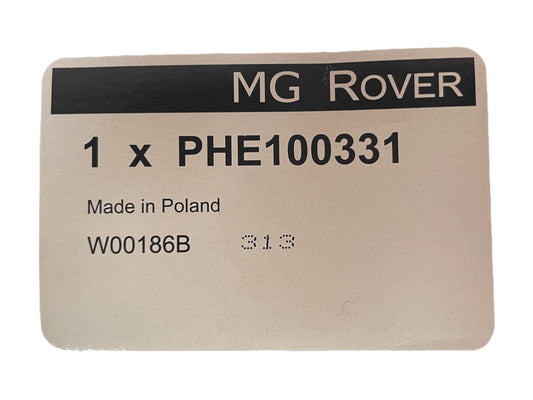 MG ROVER
1 x PHE100331
Made in Poland
W00186B 313